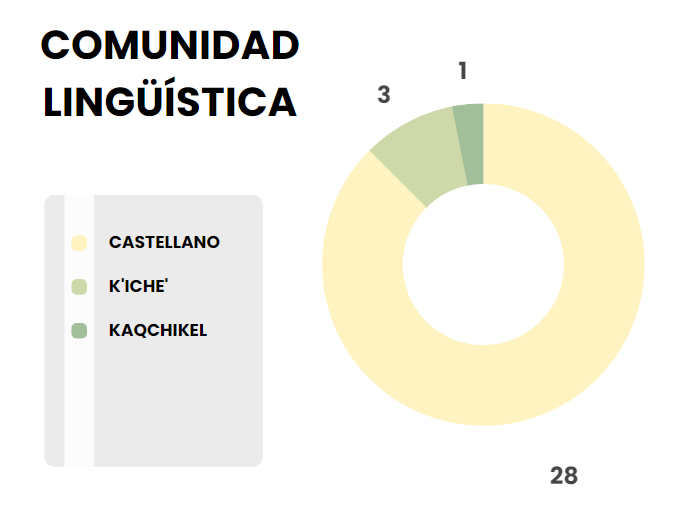 COMUNIDAD
LINGÜÍSTICA
1
3
CASTELLANO
K'ICHE'
KAQCHIKEL
28